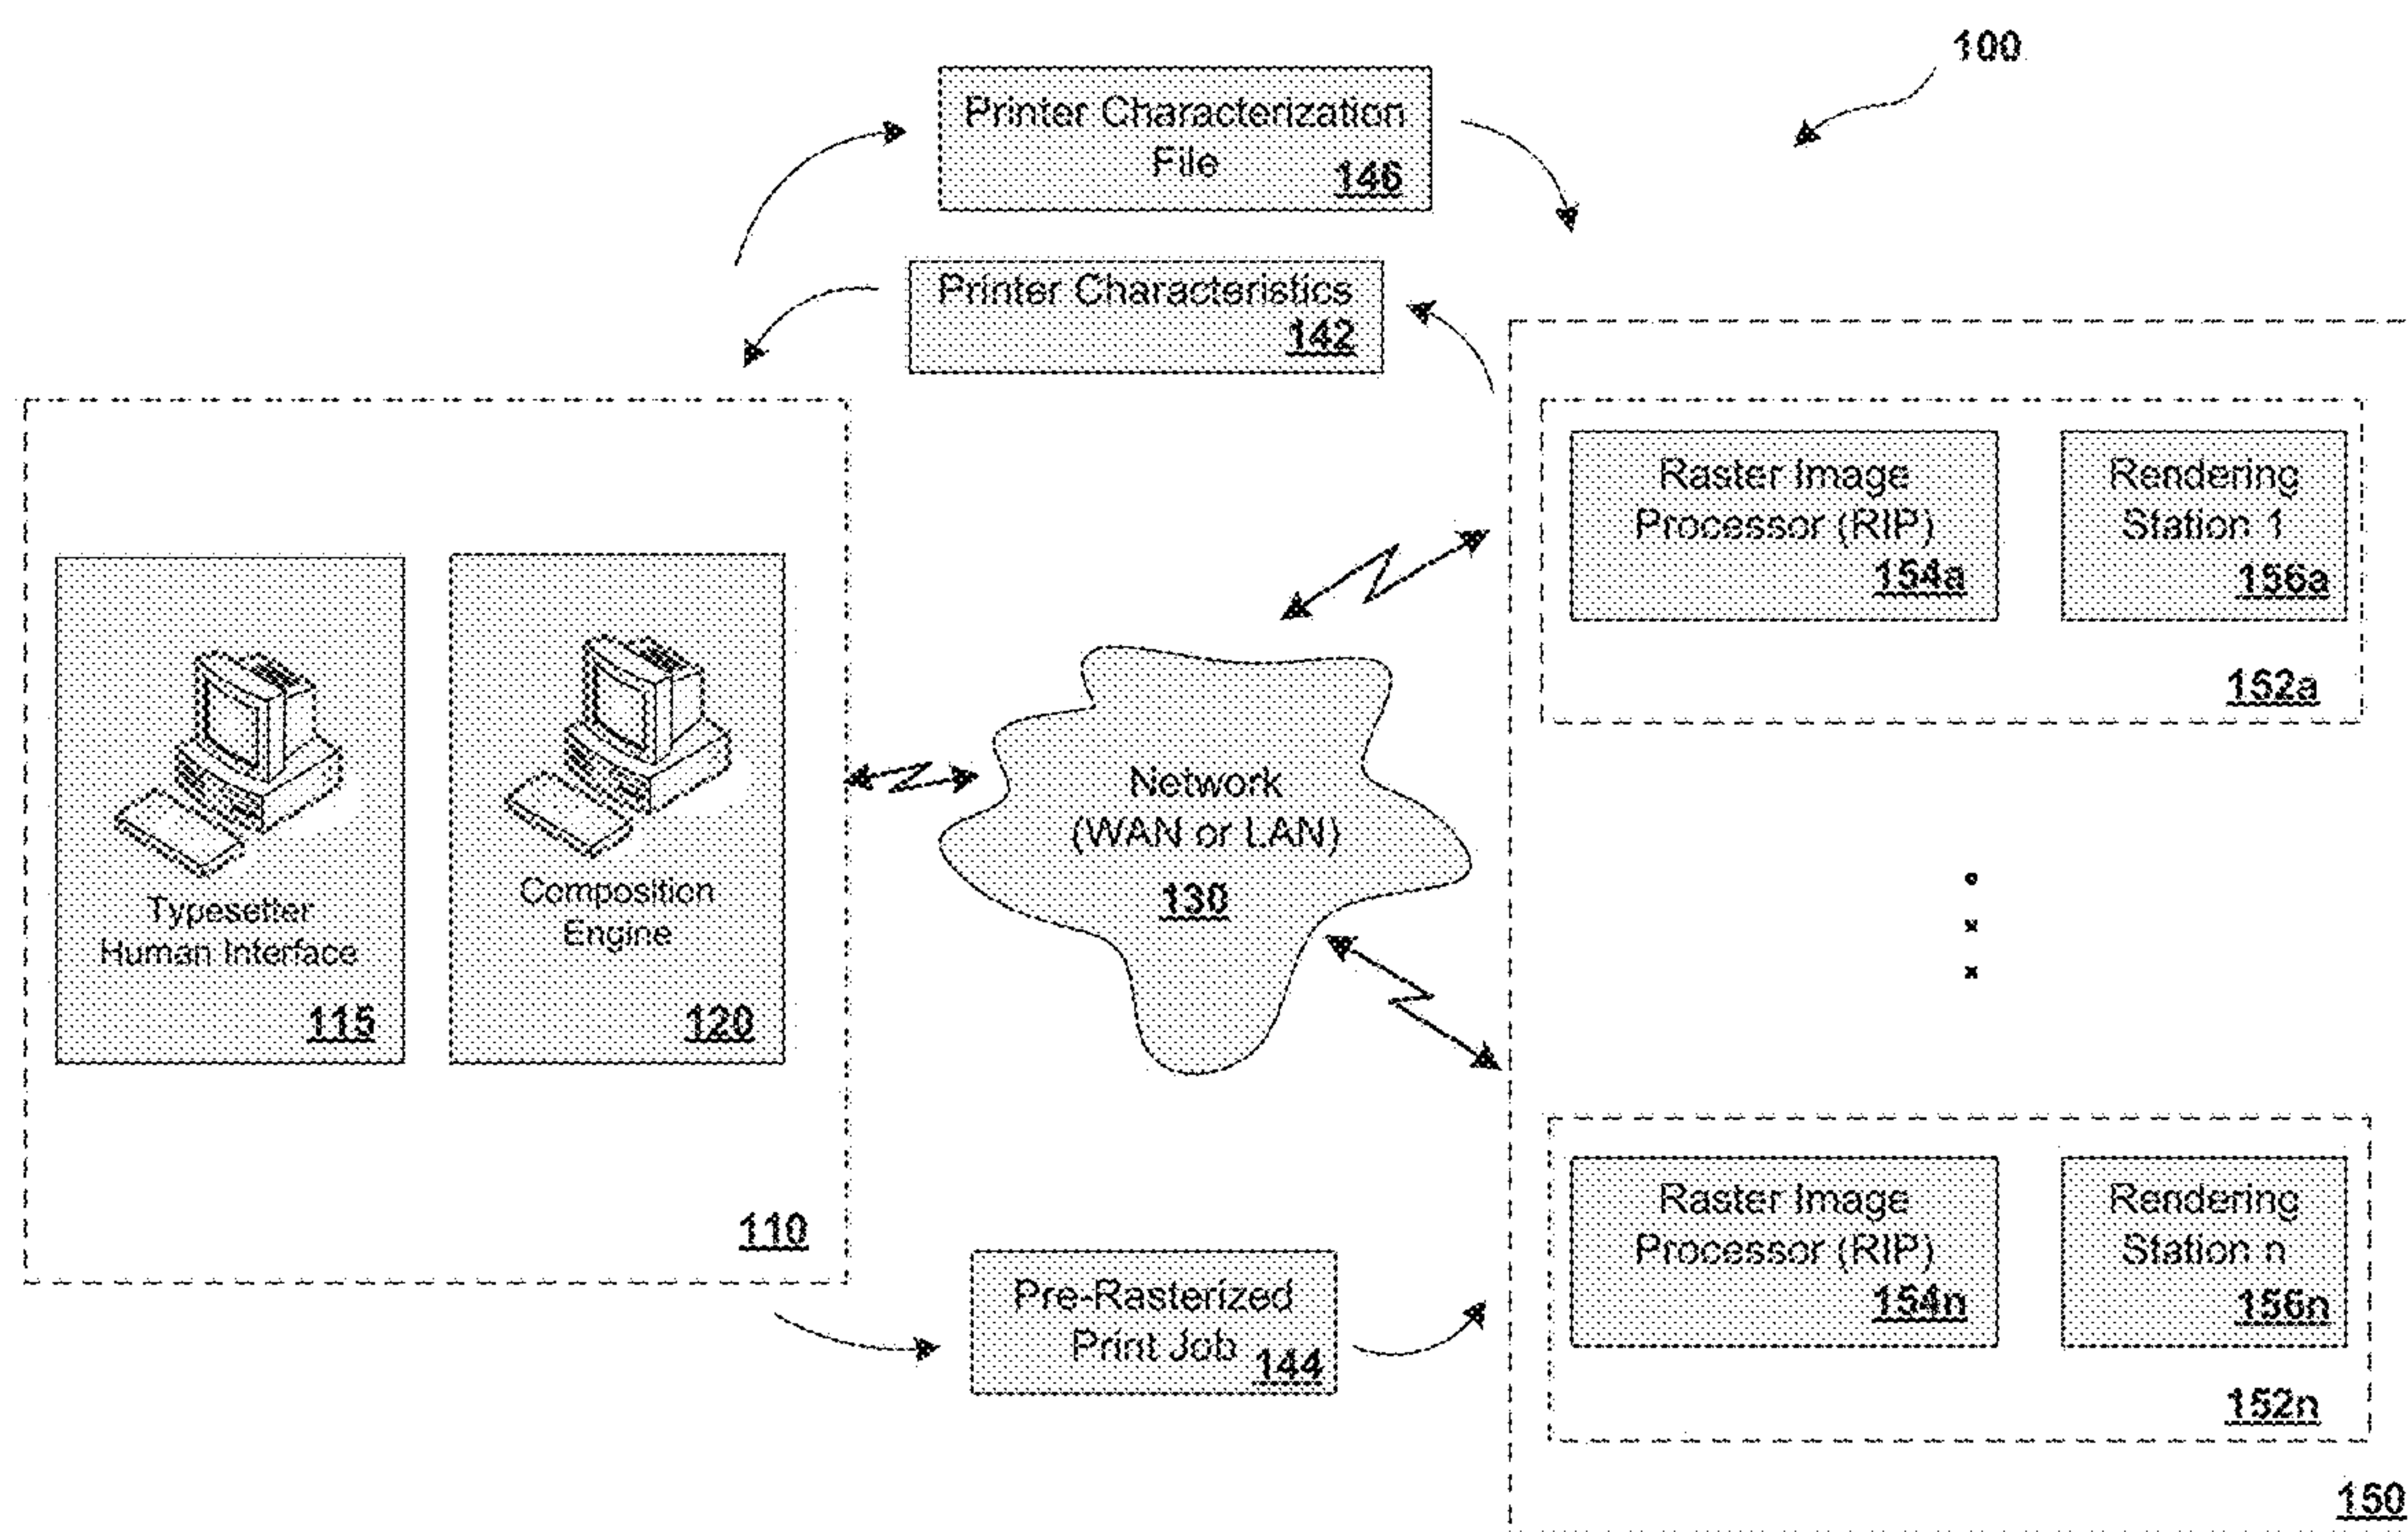 100
Printer Characterization
File
146
Printer Characteristics
142
Typesetter
Human Interface
115
Composition
Engine
120
110
Network
(WAN or LAN)
130
Pre-Rasterized
Print Job
144
Raster Image
Processor (RIP)
154a
Rendering
Station 1
156a
152a
Raster Image
Processor (RIP)
154n
Rendering
Station n
156n
152n
150